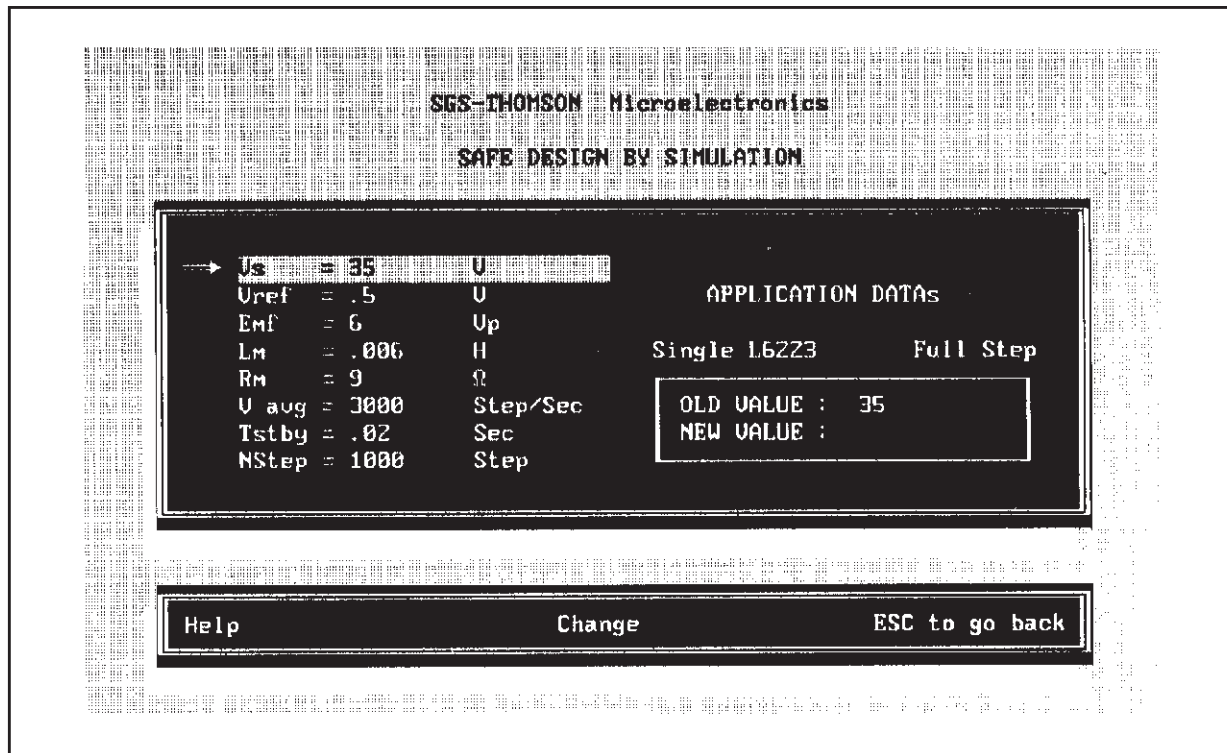 SGS-THOMSON Microelectronics
SAFE DESIGN BY SIMULATION
Vs = 35 V
Vref = .5 V
Emf = 6 Vp
Lm = .006 H
Rm = 9 Ω
V avg = 3000 Step/Sec
Tstby = .02 Sec
NStep = 1000 Step
APPLICATION DATAs
Single L6223 Full Step
OLD VALUE : 35
NEW VALUE :
Help Change ESC to go back